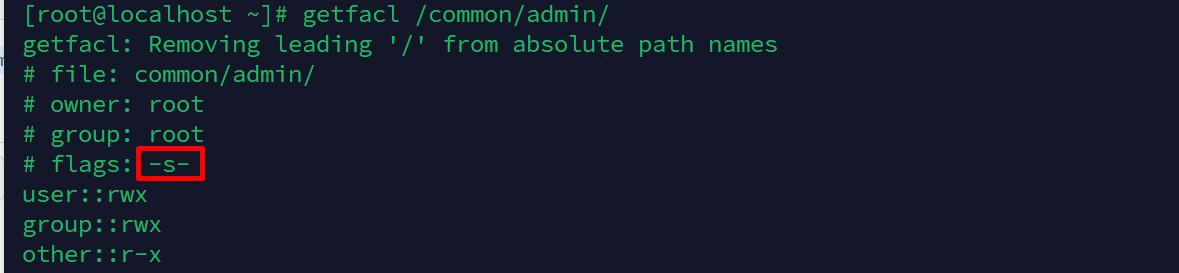 [root@localhost ~]# getfacl /common/admin/
getfacl: Removing leading '/' from absolute path names
# file: common/admin/
# owner: root
# group: root
# flags: -s-
user::rwx
group::rwx
other::r-x